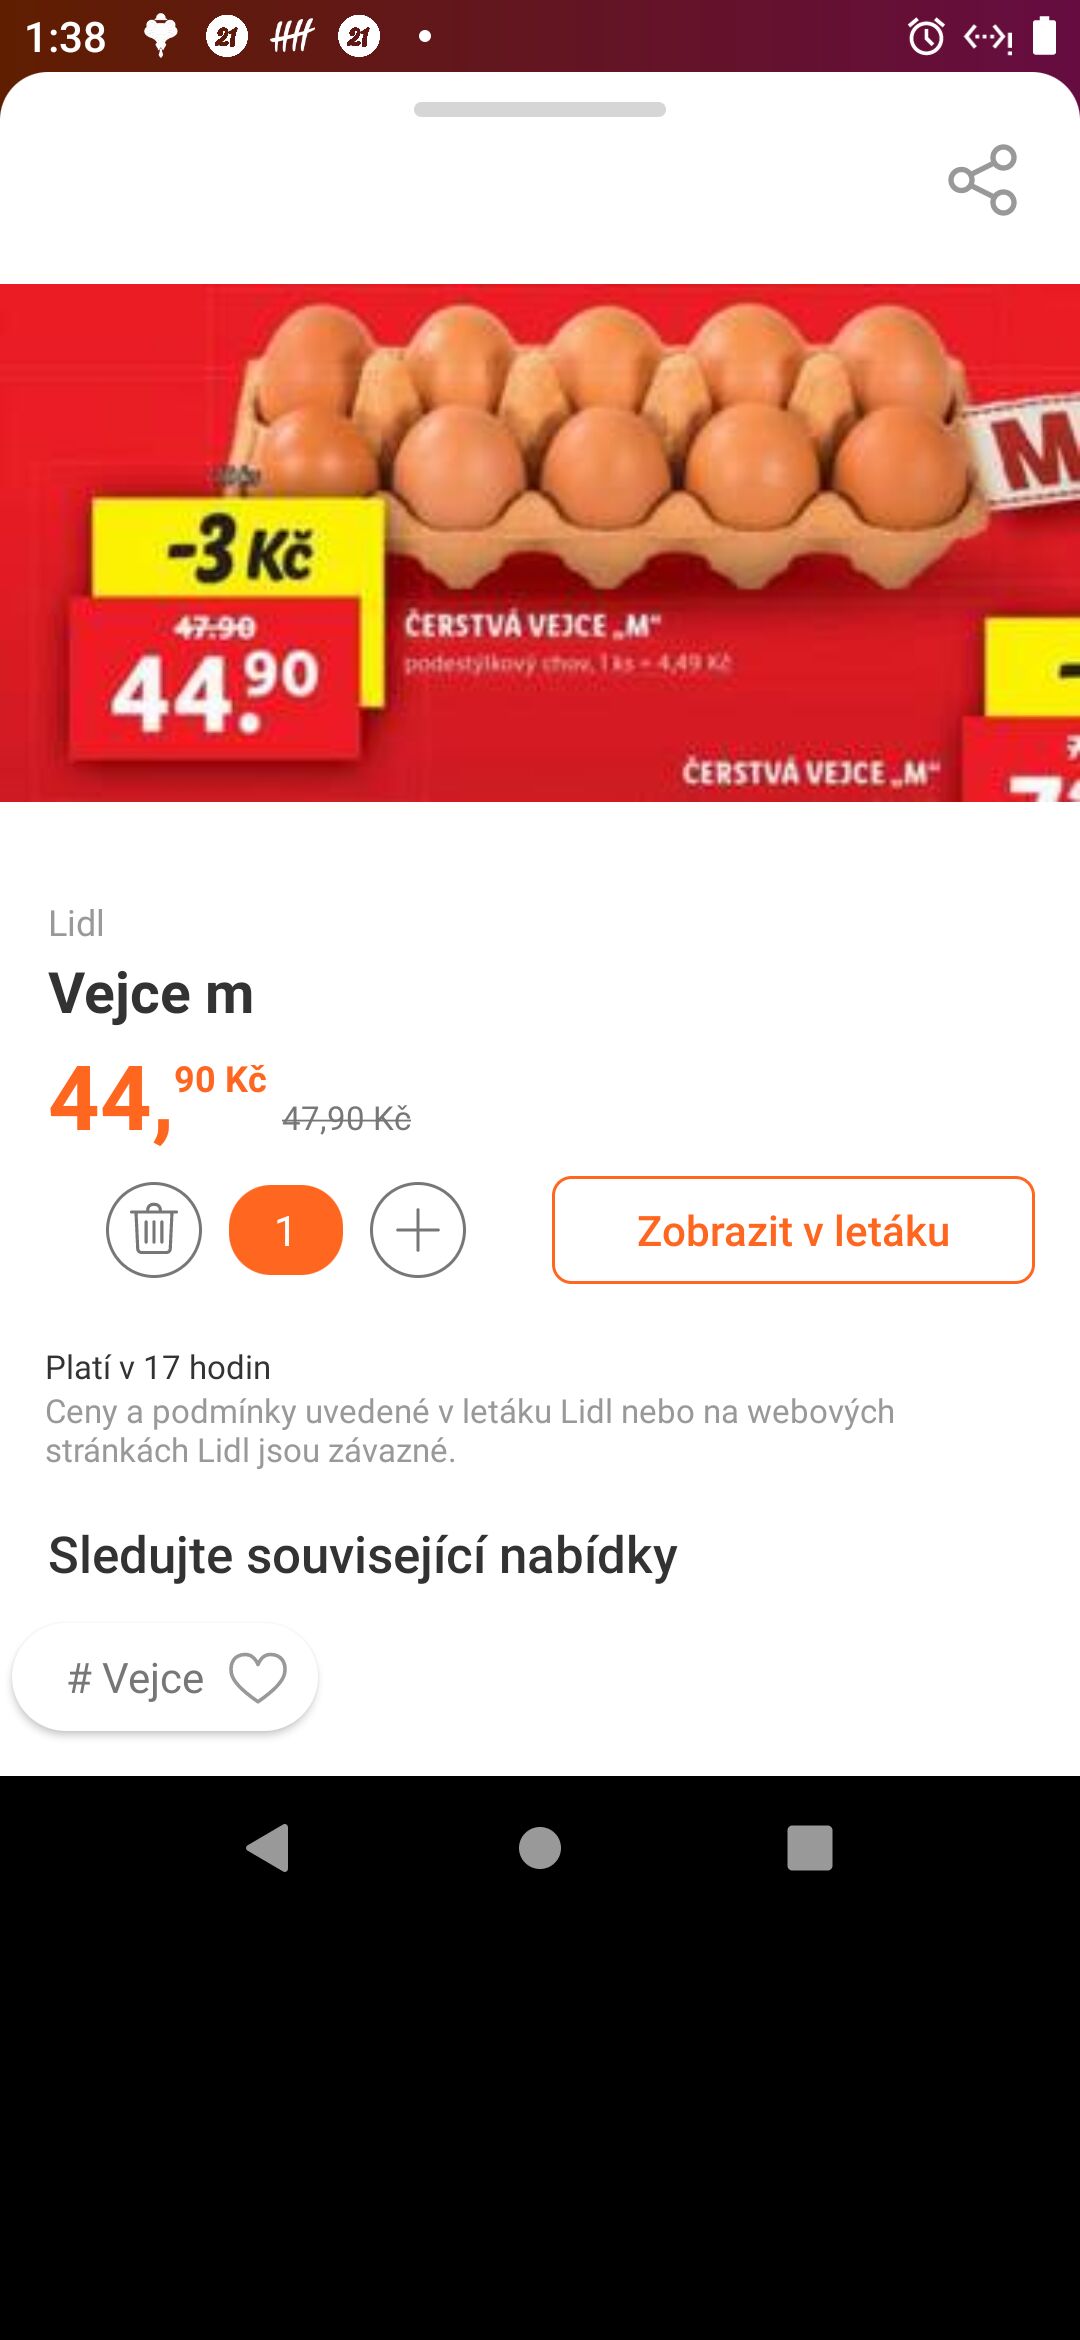 1:38
-3 Kč
47.90
44.90
ČERSTVÁ VEJCE „M“
podestýlkový chov, 1 ks = 4,49 Kč
M
ČERSTVÁ VEJCE „M“
Lidl
Vejce m
44,90 Kč 47,90 Kč
1
Zobrazit v letáku
Platí v 17 hodin
Ceny a podmínky uvedené v letáku Lidl nebo na webových
stránkách Lidl jsou závazné.
Sledujte související nabídky
# Vejce